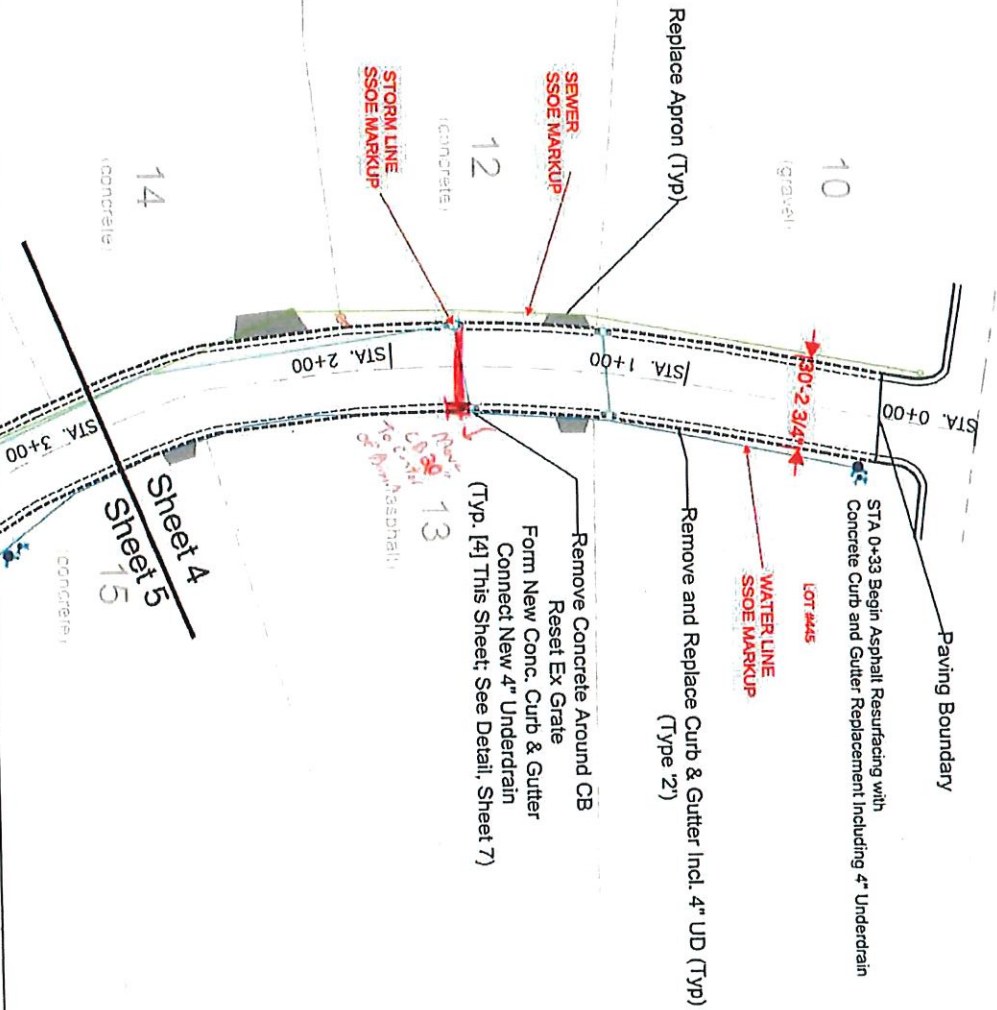 Paving Boundary
STA 0+33 Begin Asphalt Resurfacing with
Concrete Curb and Gutter Replacement Including 4" Underdrain
STA. 0+00
10
(gravel)
30'-2 3/4"
LOT #445
WATER LINE
SSOE MARKUP
Remove and Replace Curb & Gutter Incl. 4" UD (Typ)
(Type '2')
Replace Apron (Typ)
STA. 1+00
SEWER
SSOE MARKUP
12
(concrete)
STORM LINE
SSOE MARKUP
Remove Concrete Around CB
Reset Ex Grate
Form New Conc. Curb & Gutter
Connect New 4" Underdrain
(Typ. [4] This Sheet; See Detail, Sheet 7)
13
(asphalt)
Move
To
of
STA. 2+00
14
(concrete)
Sheet 4
Sheet 5
15
(concrete)
STA. 3+00